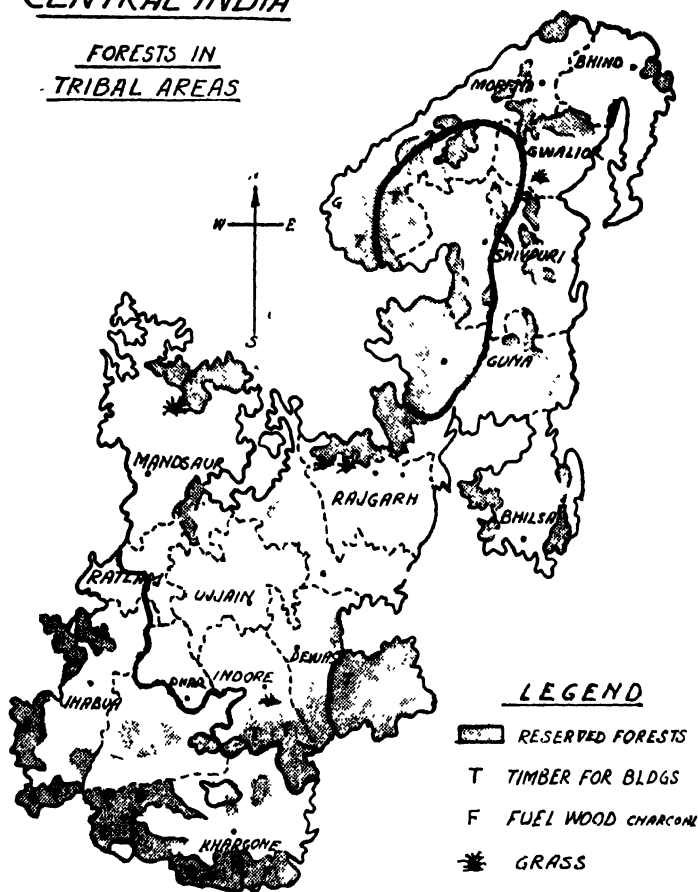 CENTRAL INDIA
FORESTS IN
TRIBAL AREAS
BHIND
MORENA
GWALIOR
G
W E
SHIVPURI
S
GUNA
MANDSAUR
RAJGARH
BHILSA
RATLAM
UJJAIN
DEWAS
DHAR INDORE
JHABUA
LEGEND
RESERVED FORESTS
T TIMBER FOR BLDGS
F FUEL WOOD CHARCOAL
GRASS
KHARGONE